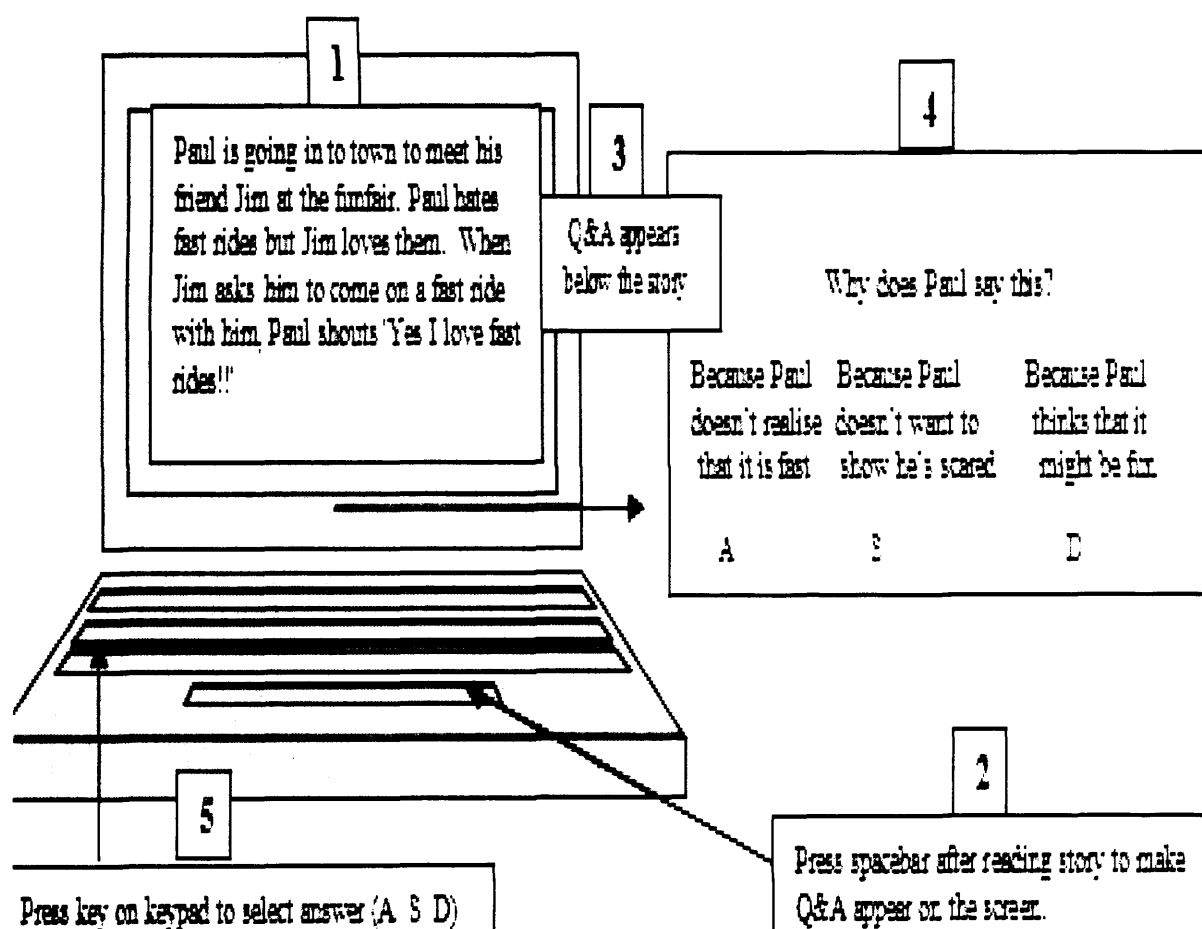 1
Paul is going in to town to meet his
friend Jim at the funfair. Paul hates
fast rides but Jim loves them. When
Jim asks him to come on a fast ride
with him, Paul shouts 'Yes I love fast
rides!!'
3
Q&A appears
below the story
4
Why does Paul say this?
Because Paul
doesn't realise
that it is fast
A
Because Paul
doesn't want to
show he's scared
S
Because Paul
thinks that it
might be fun
D
2
Press spacebar after reading story to make
Q&A appear on the screen.
5
Press key on keypad to select answer (A S D)